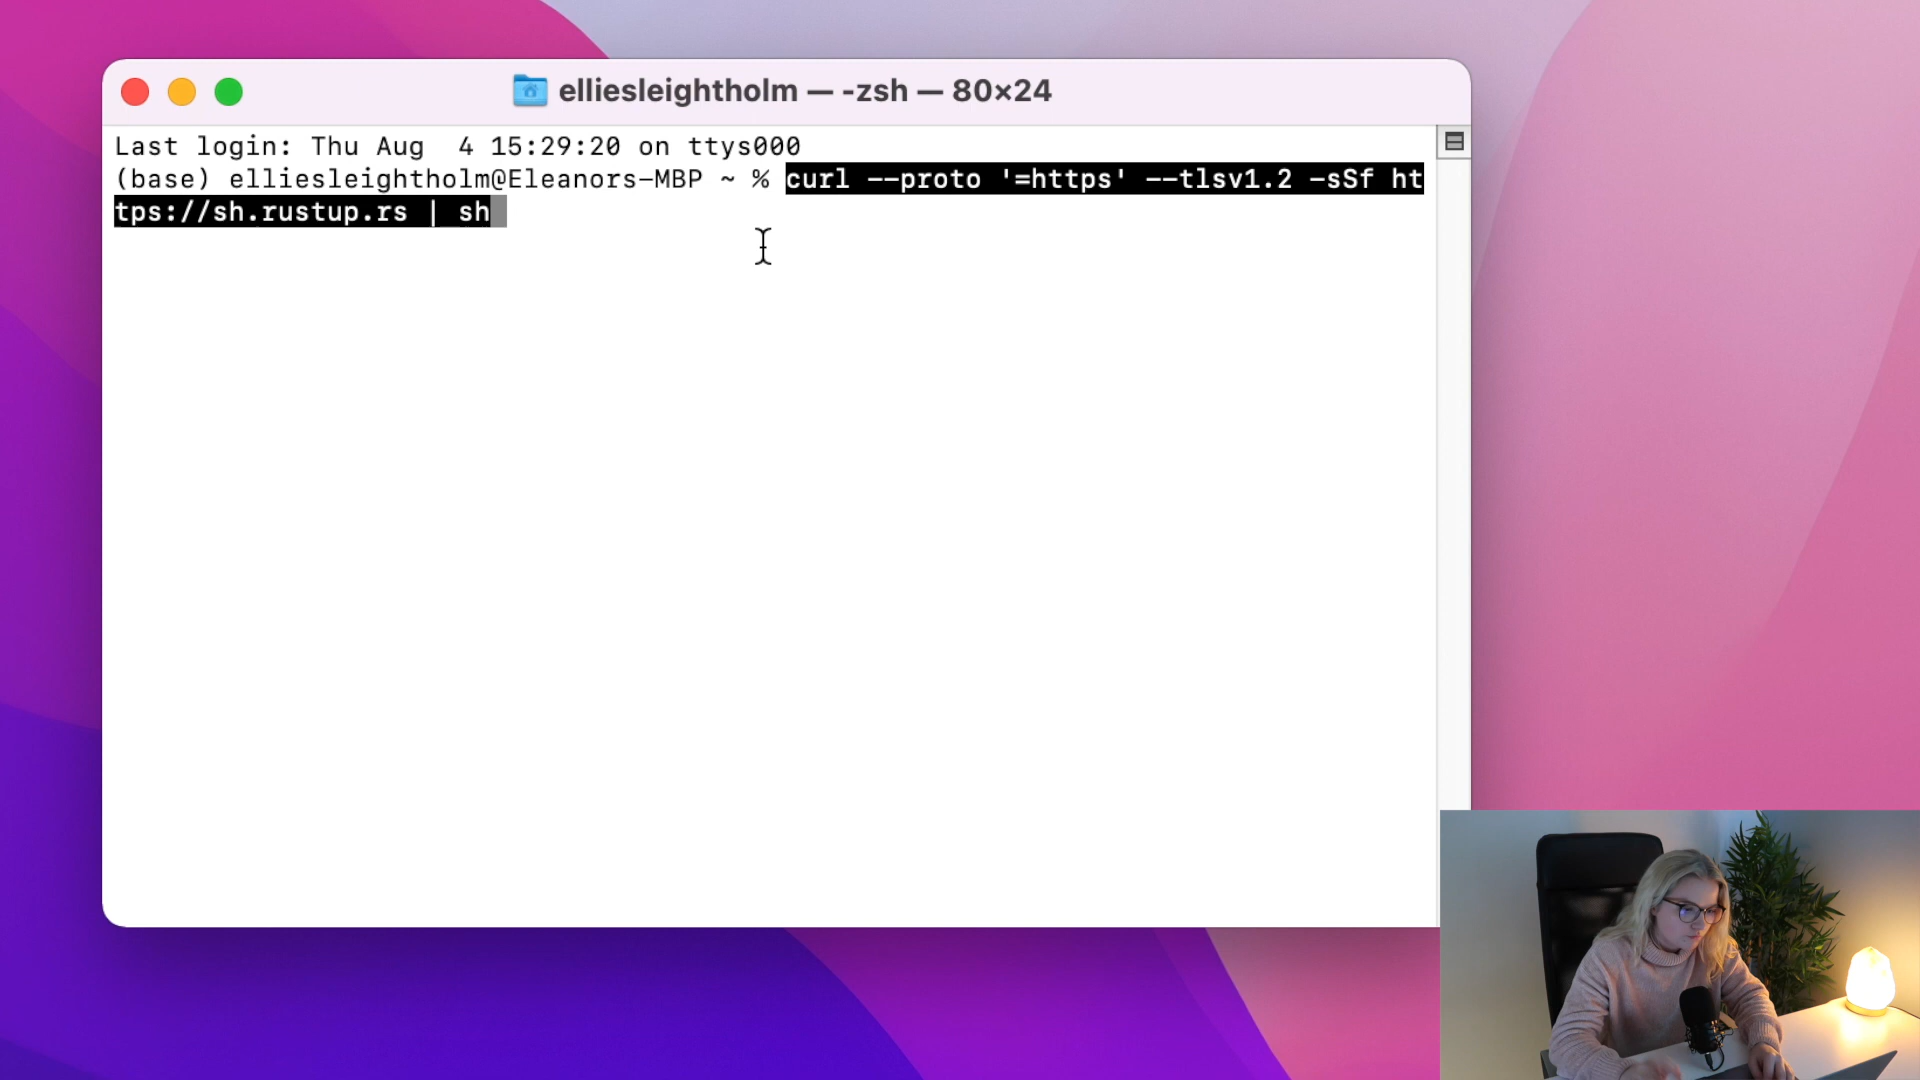 elliesleightholm — -zsh — 80×24
Last login: Thu Aug  4 15:29:20 on ttys000
(base) elliesleightholm@Eleanors-MBP ~ % curl --proto '=https' --tlsv1.2 -sSf ht
tps://sh.rustup.rs | sh